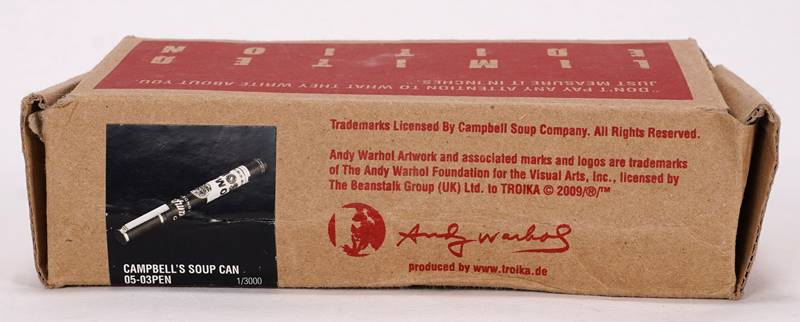 LIMITED
EDITION
"DON'T PAY ANY ATTENTION TO WHAT THEY WRITE ABOUT YOU.
JUST MEASURE IT IN INCHES...
Trademarks Licensed By Campbell Soup Company. All Rights Reserved.
Andy Warhol Artwork and associated marks and logos are trademarks
of The Andy Warhol Foundation for the Visual Arts, Inc., licensed by
The Beanstalk Group (UK) Ltd. to TROIKA © 2009/®/™
Andy Warhol
produced by www.troika.de
CAMPBELL'S SOUP CAN
05-03PEN 1/3000